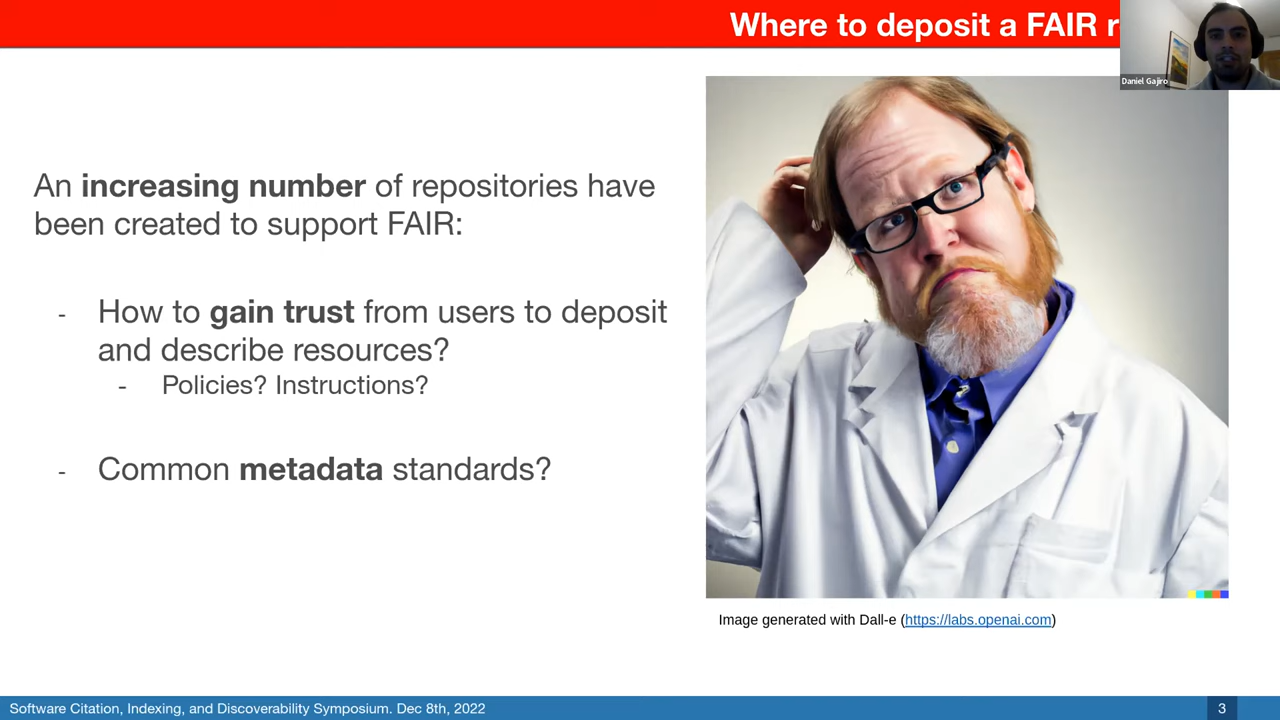 Where to deposit a FAIR r
Daniel Gajiro
An increasing number of repositories have
been created to support FAIR:
- How to gain trust from users to deposit
and describe resources?
- Policies? Instructions?
- Common metadata standards?
Image generated with Dall-e (https://labs.openai.com)
Software Citation, Indexing, and Discoverability Symposium. Dec 8th, 2022
3